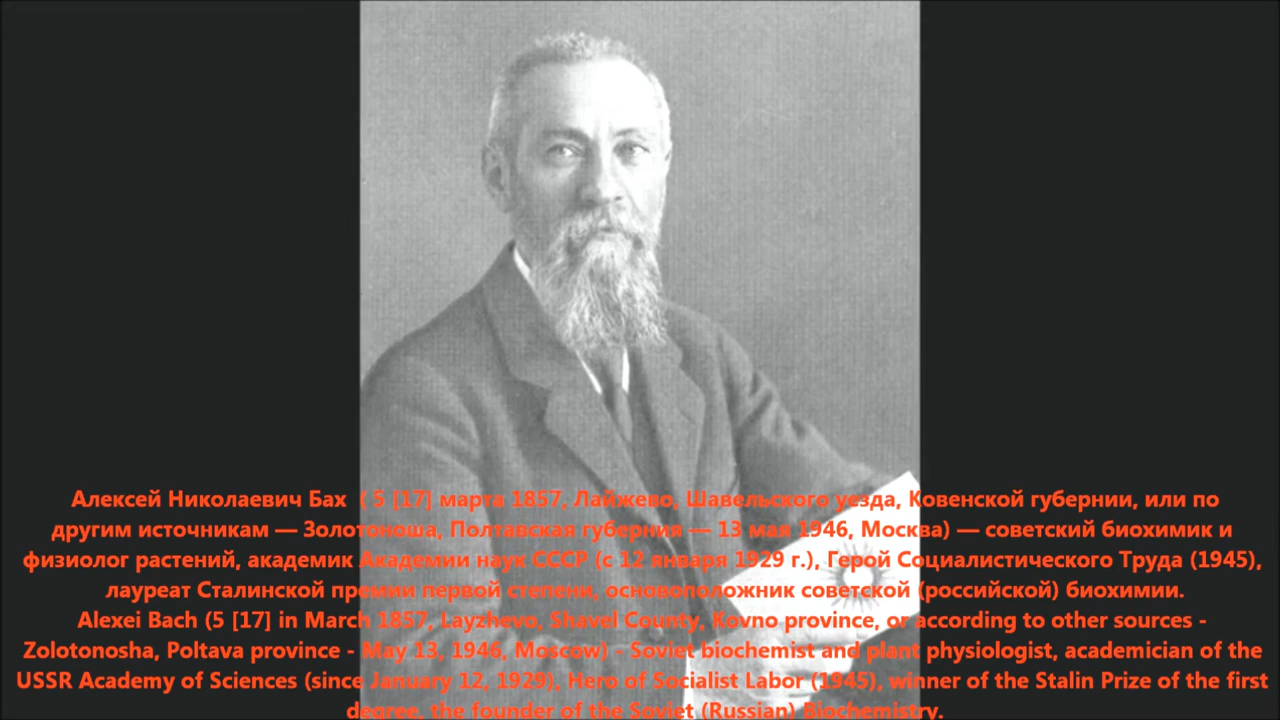 Алексей Николаевич Бах ( 5 [17] марта 1857, Лайжево, Шавельского уезда, Ковенской губернии, или по
другим источникам — Золотоноша, Полтавская губерния — 13 мая 1946, Москва) — советский биохимик и
физиолог растений, академик Академии наук СССР (с 12 января 1929 г.), Герой Социалистического Труда (1945),
лауреат Сталинской премии первой степени, основоположник советской (российской) биохимии.
Alexei Bach (5 [17] in March 1857, Layzhevo, Shavel County, Kovno province, or according to other sources -
Zolotonosha, Poltava province - May 13, 1946, Moscow) - Soviet biochemist and plant physiologist, academician of the
USSR Academy of Sciences (since January 12, 1929), Hero of Socialist Labor (1945), winner of the Stalin Prize of the first
degree, the founder of the Soviet (Russian) Biochemistry.